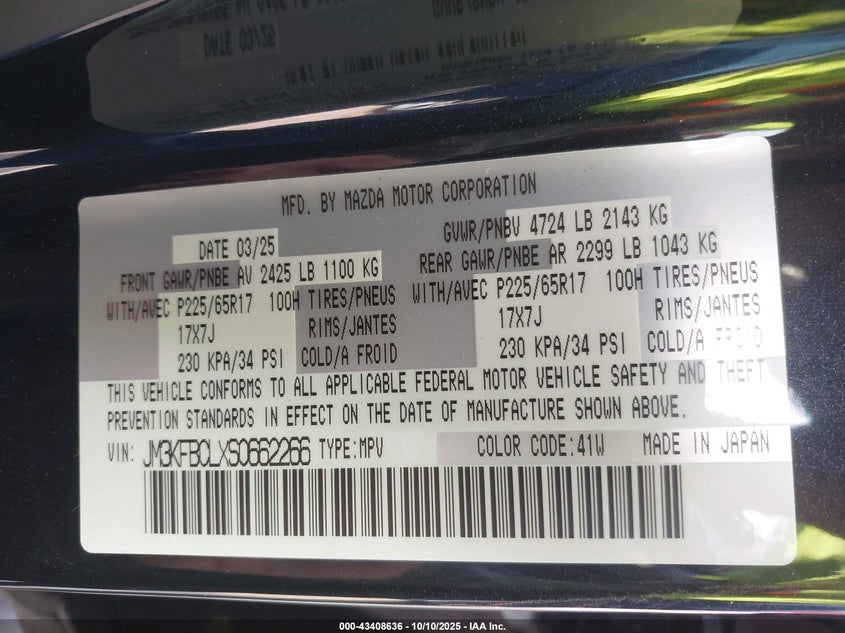 MFD. BY MAZDA MOTOR CORPORATION
DATE 03/25
GVWR/PNBV 4724 LB 2143 KG
FRONT GAWR/PNBE AV 2425 LB 1100 KG
REAR GAWR/PNBE AR 2299 LB 1043 KG
WITH/AVEC P225/65R17 100H TIRES/PNEUS WITH/AVEC P225/65R17 100H TIRES/PNEUS
17X7J RIMS/JANTES 17X7J RIMS/JANTES
230 KPA/34 PSI COLD/A FROID 230 KPA/34 PSI COLD/A FROID
THIS VEHICLE CONFORMS TO ALL APPLICABLE FEDERAL MOTOR VEHICLE SAFETY AND THEFT
PREVENTION STANDARDS IN EFFECT ON THE DATE OF MANUFACTURE SHOWN ABOVE.
VIN: JM3KFBCLXS0662266 TYPE:MPV COLOR CODE:41W MADE IN JAPAN
000-43408636 - 10/10/2025 - IAA Inc.